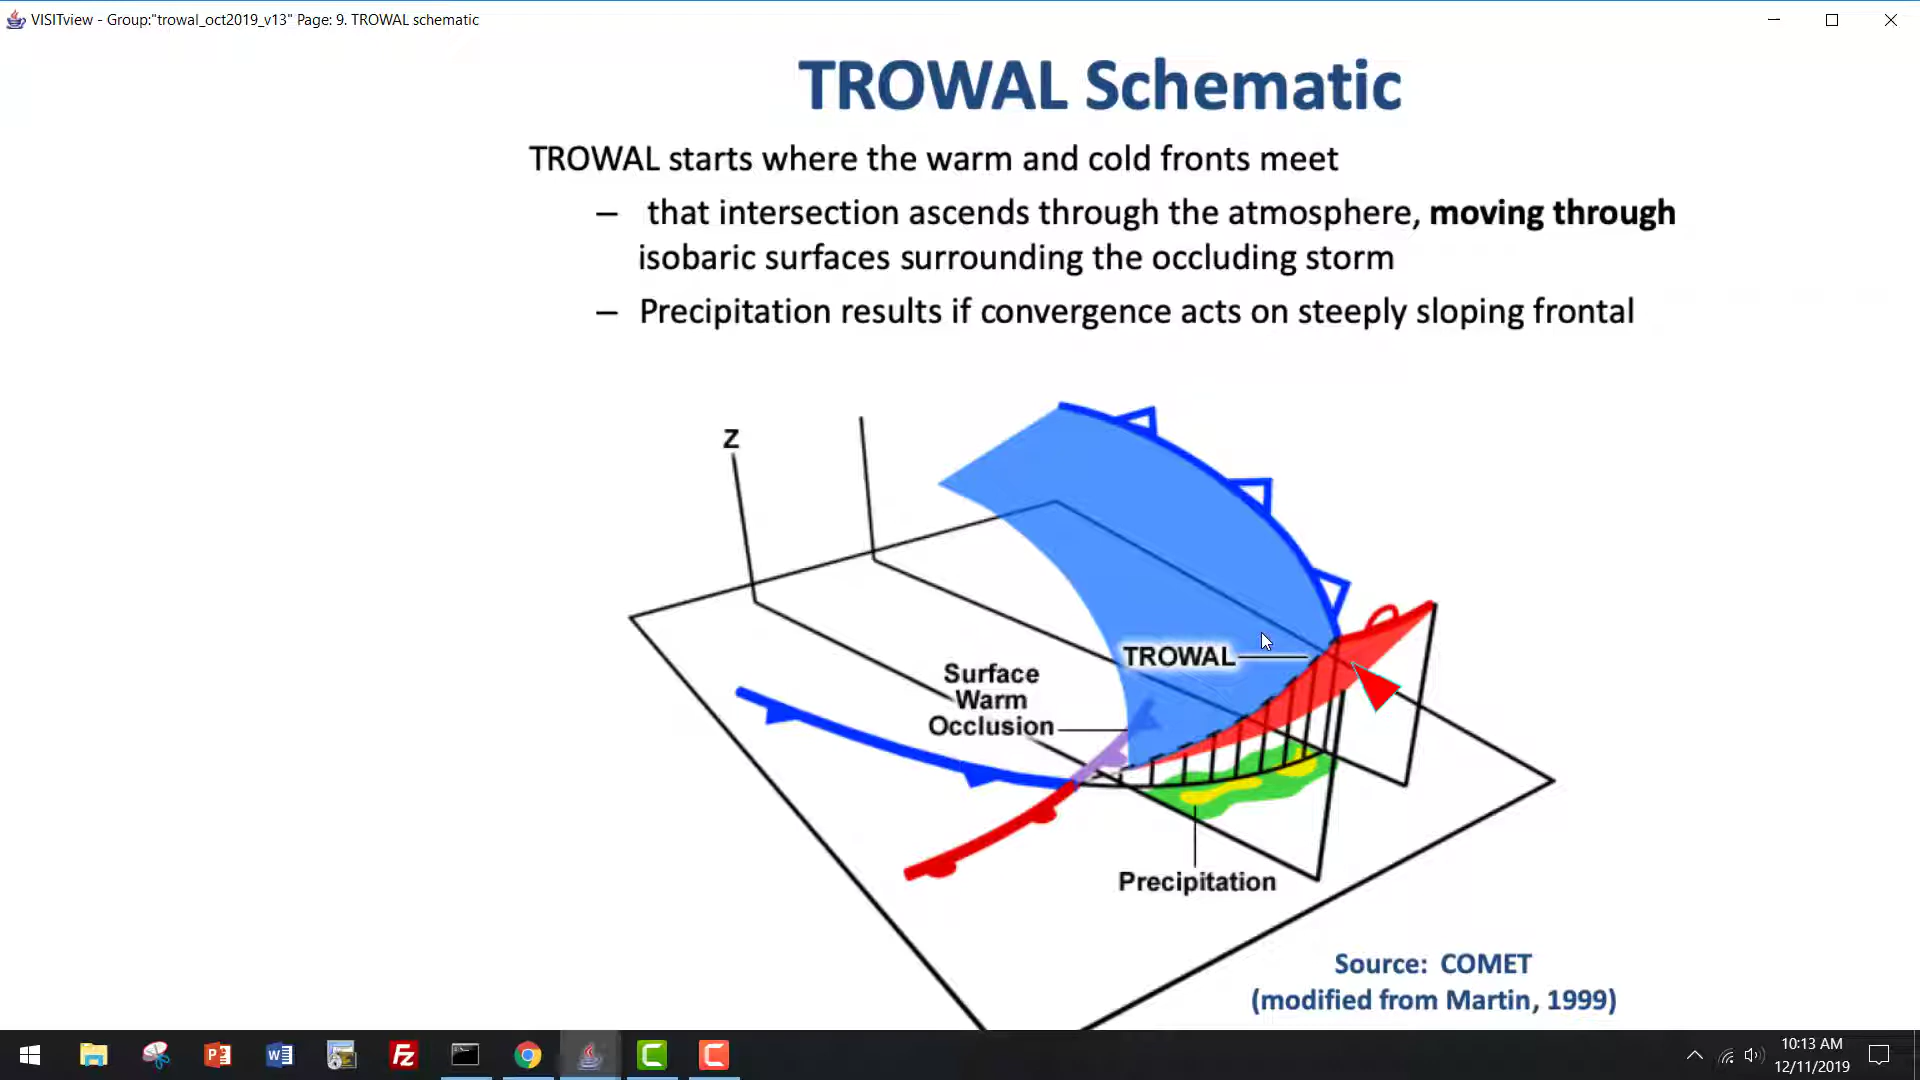 VISITview - Group:"trowal_oct2019_v13" Page: 9. TROWAL schematic
TROWAL Schematic
TROWAL starts where the warm and cold fronts meet
– that intersection ascends through the atmosphere, moving through
isobaric surfaces surrounding the occluding storm
– Precipitation results if convergence acts on steeply sloping frontal
Z
TROWAL
Surface
Warm
Occlusion
Precipitation
Source: COMET
(modified from Martin, 1999)
10:13 AM
12/11/2019